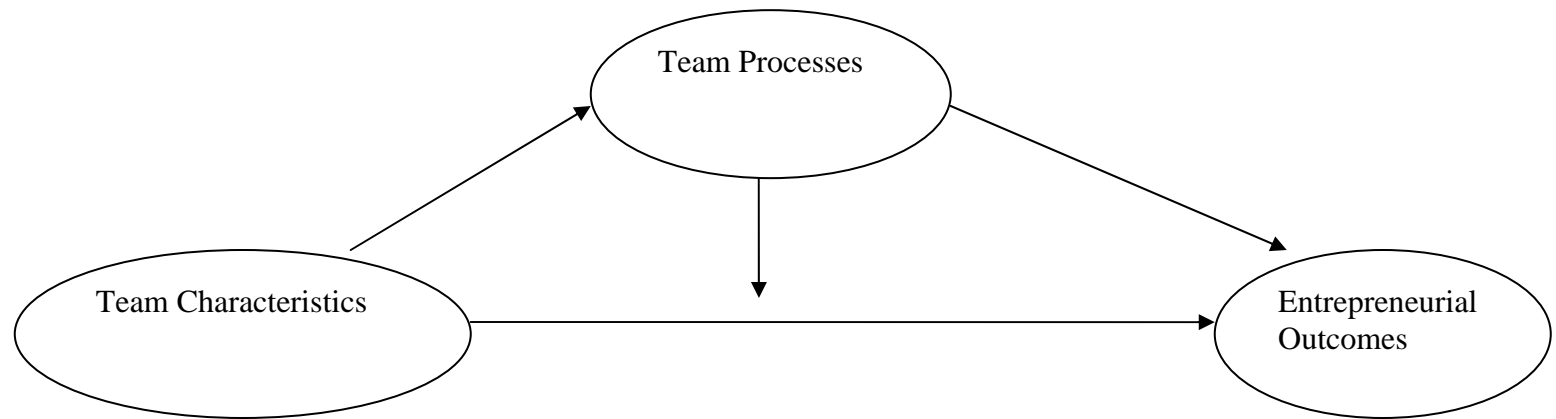 Team Processes
Team Characteristics
Entrepreneurial
Outcomes